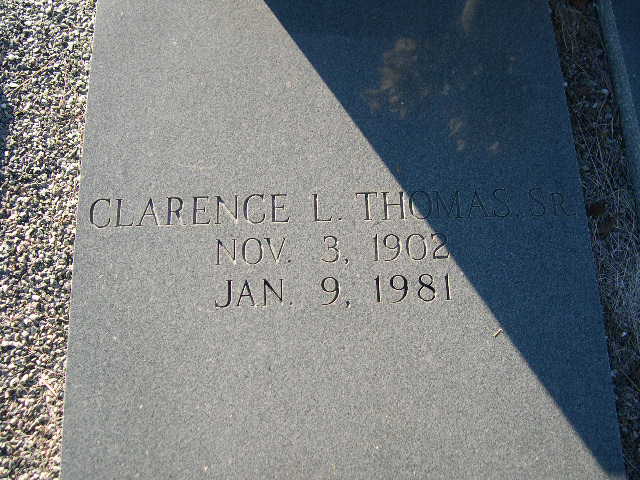 CLARENCE L. THOMAS, SR.
NOV. 3, 1902
JAN. 9, 1981